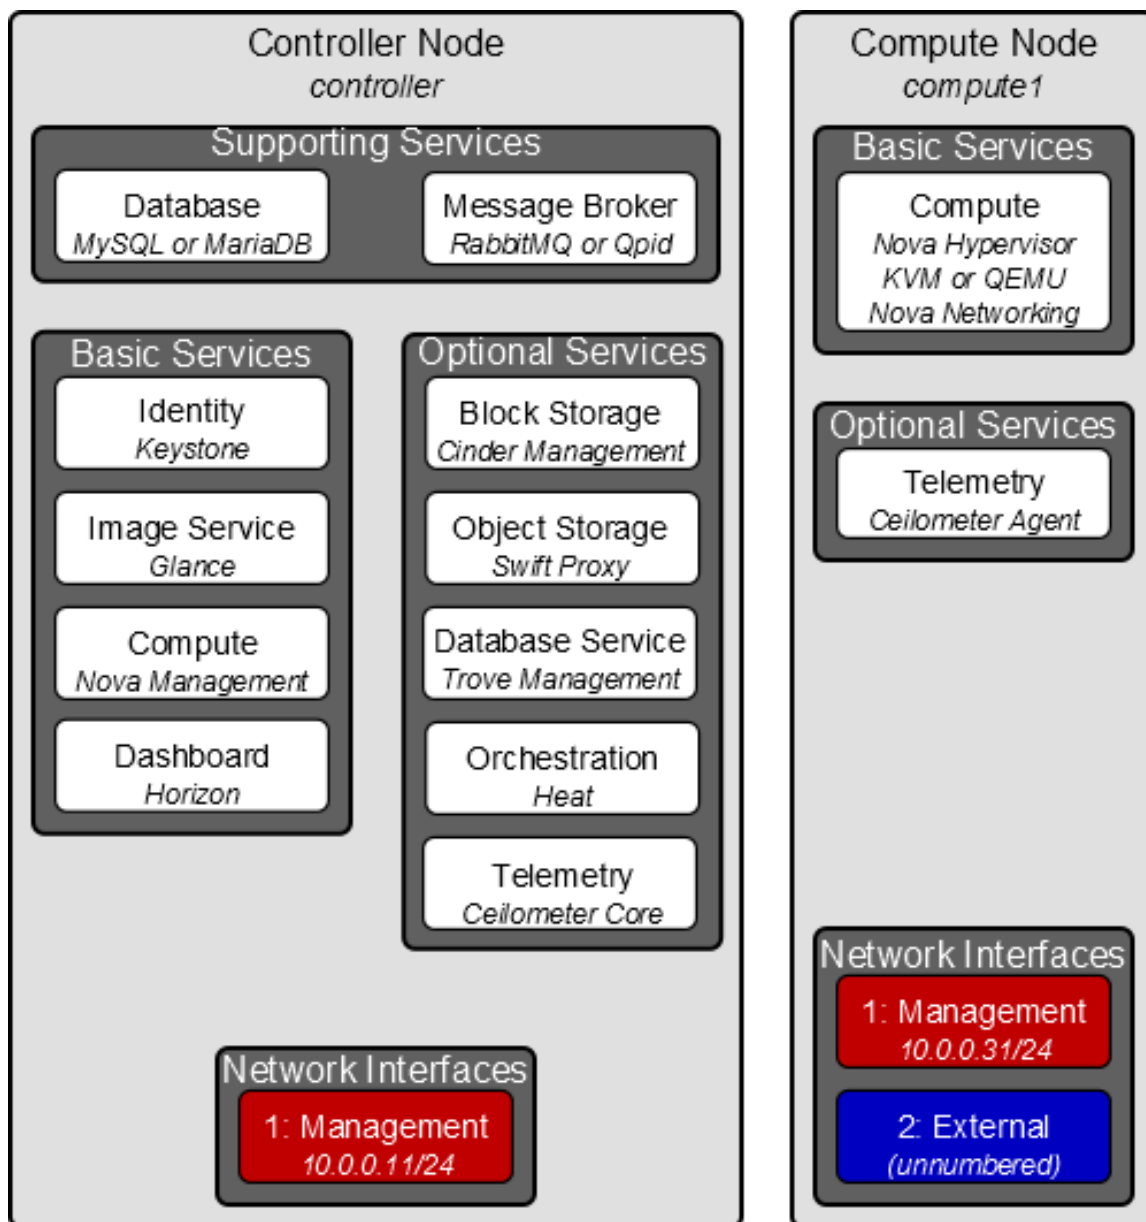 Controller Node
controller
Supporting Services
Database
MySQL or MariaDB
Message Broker
RabbitMQ or Qpid
Basic Services
Identity
Keystone
Image Service
Glance
Compute
Nova Management
Dashboard
Horizon
Optional Services
Block Storage
Cinder Management
Object Storage
Swift Proxy
Database Service
Trove Management
Orchestration
Heat
Telemetry
Ceilometer Core
Network Interfaces
1: Management
10.0.0.11/24
Compute Node
compute1
Basic Services
Compute
Nova Hypervisor
KVM or QEMU
Nova Networking
Optional Services
Telemetry
Ceilometer Agent
Network Interfaces
1: Management
10.0.0.31/24
2: External
(unnumbered)